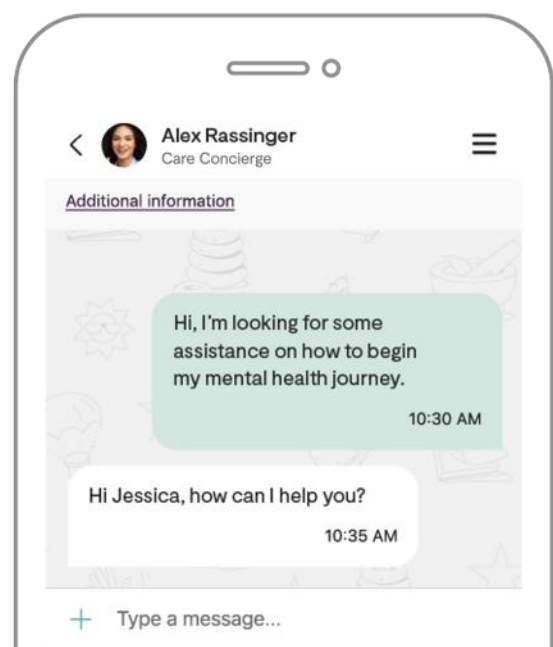 Alex Rassinger
Care Concierge
Additional information
Hi, I'm looking for some
assistance on how to begin
my mental health journey.
10:30 AM
Hi Jessica, how can I help you?
10:35 AM
Type a message...